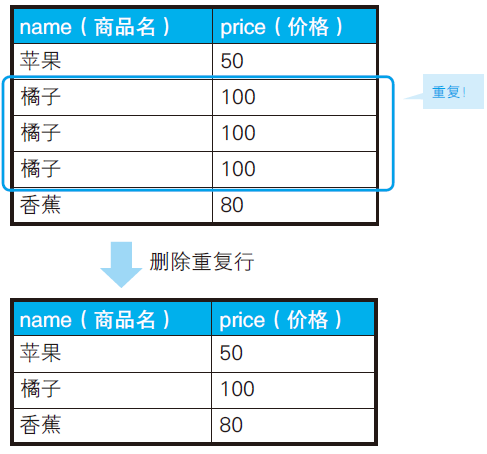 name（商品名） price（价格）
苹果 50
橘子 100
橘子 100
橘子 100
香蕉 80
重复!
删除重复行
name（商品名） price（价格）
苹果 50
橘子 100
香蕉 80